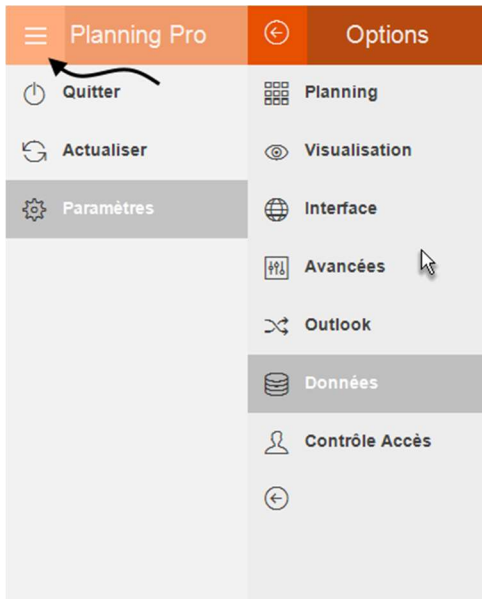 Planning Pro
Quitter
Actualiser
Paramètres
Options
Planning
Visualisation
Interface
Avancées
Outlook
Données
Contrôle Accès